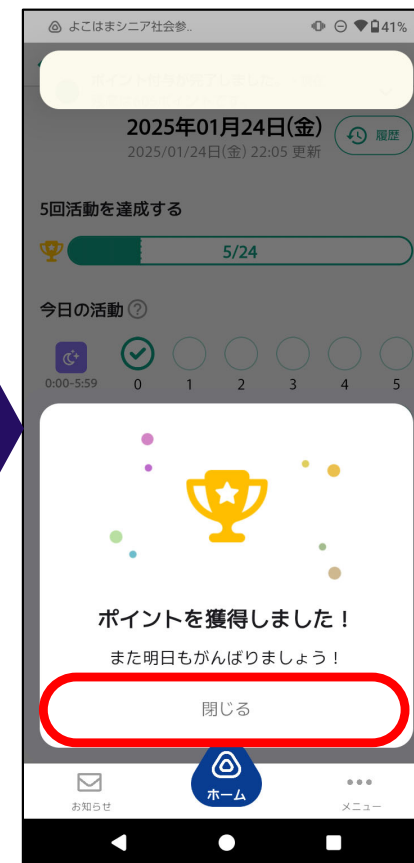 よこはまシニア社会参..
41%
2025年01月24日(金)
2025/01/24日(金) 22:05 更新
履歴
5回活動を達成する
5/24
今日の活動 ?
0:00-5:59 0 1 2 3 4 5
ポイントを獲得しました！
また明日もがんばりましょう！
閉じる
お知らせ
ホーム
メニュー